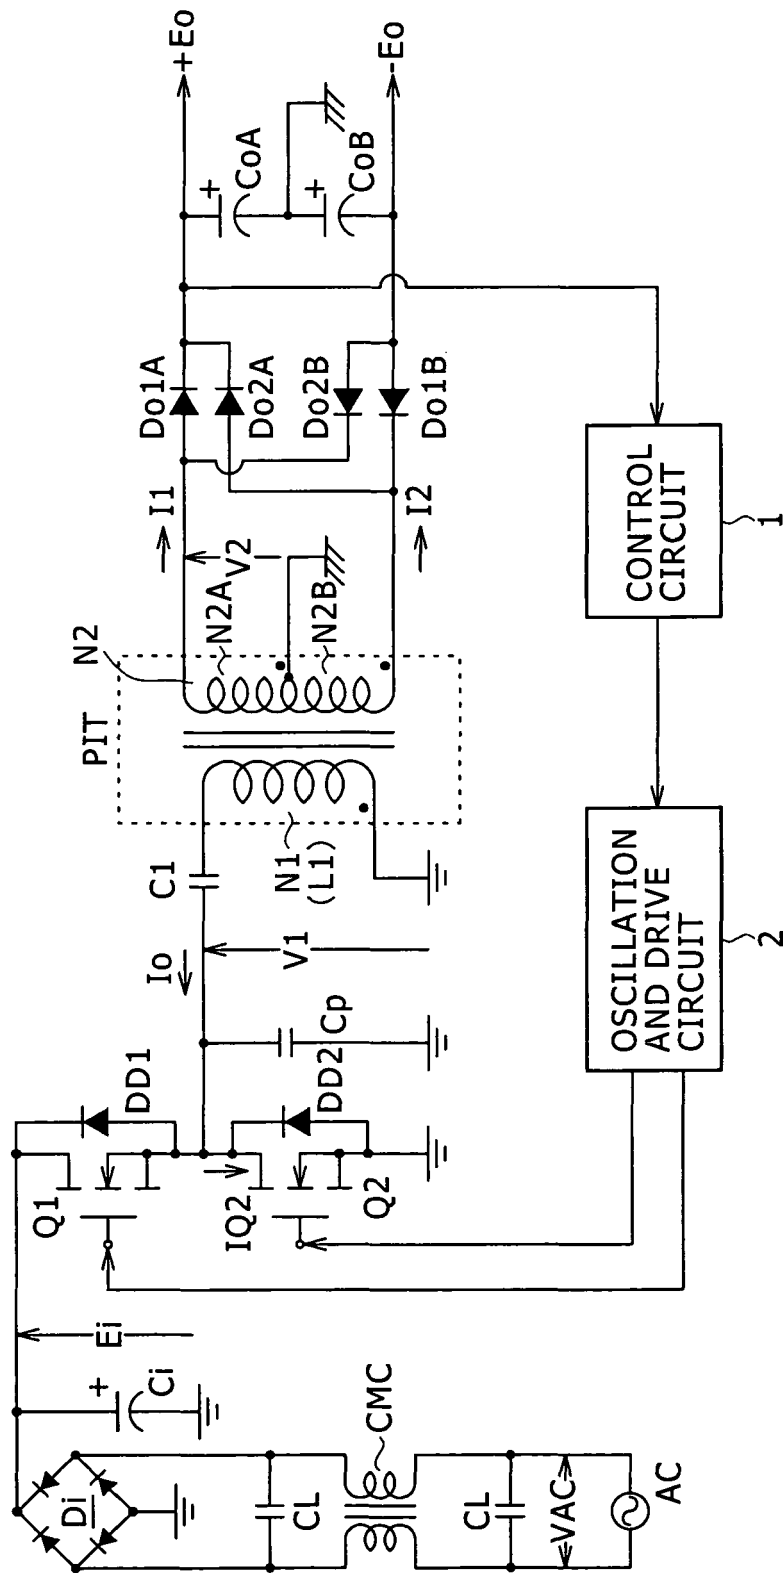 AC
VAC
CL
CMC
CL
Di
Ci
+
Ei
Q1
DD1
IQ2
Q2
DD2
Cp
Io
V1
C1
N1
(L1)
PIT
N2
N2A
N2B
V2
I1
I2
Do1A
Do2A
Do2B
Do1B
+
CoA
+
CoB
+Eo
-Eo
CONTROL
CIRCUIT
1
OSCILLATION
AND DRIVE
CIRCUIT
2